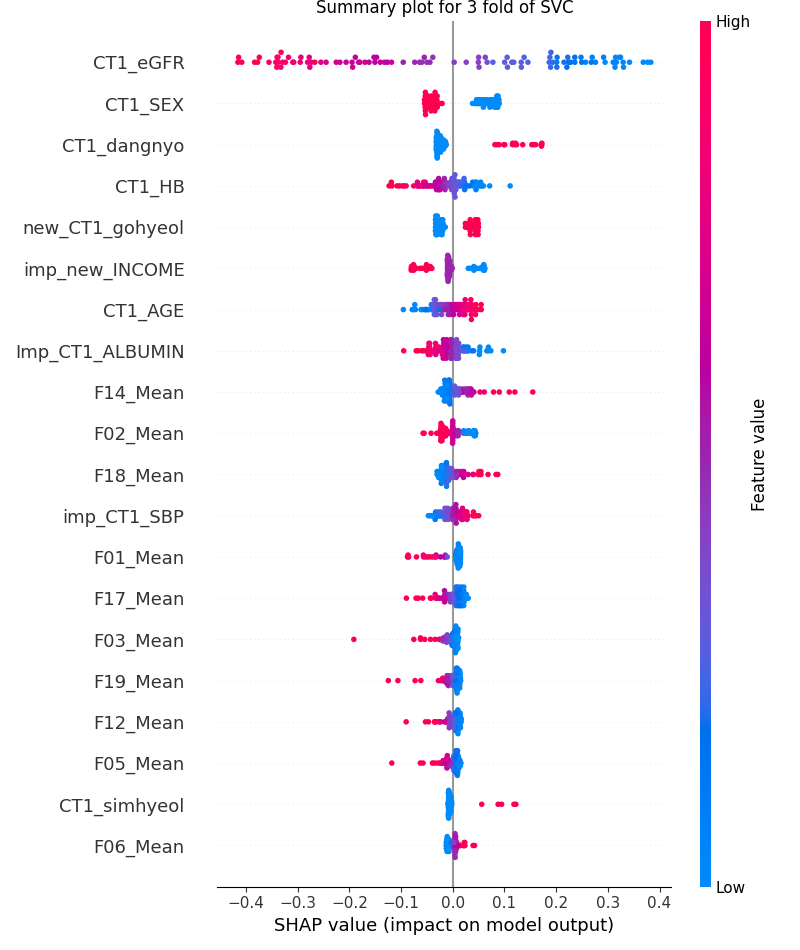 Summary plot for 3 fold of SVC
High
CT1_eGFR
CT1_SEX
CT1_dangnyo
CT1_HB
new_CT1_gohyeol
imp_new_INCOME
CT1_AGE
Imp_CT1_ALBUMIN
F14_Mean
F02_Mean
F18_Mean
imp_CT1_SBP
F01_Mean
F17_Mean
F03_Mean
F19_Mean
F12_Mean
F05_Mean
CT1_simhyeol
F06_Mean
Feature value
Low
−0.4 −0.3 −0.2 −0.1 0.0 0.1 0.2 0.3 0.4
SHAP value (impact on model output)